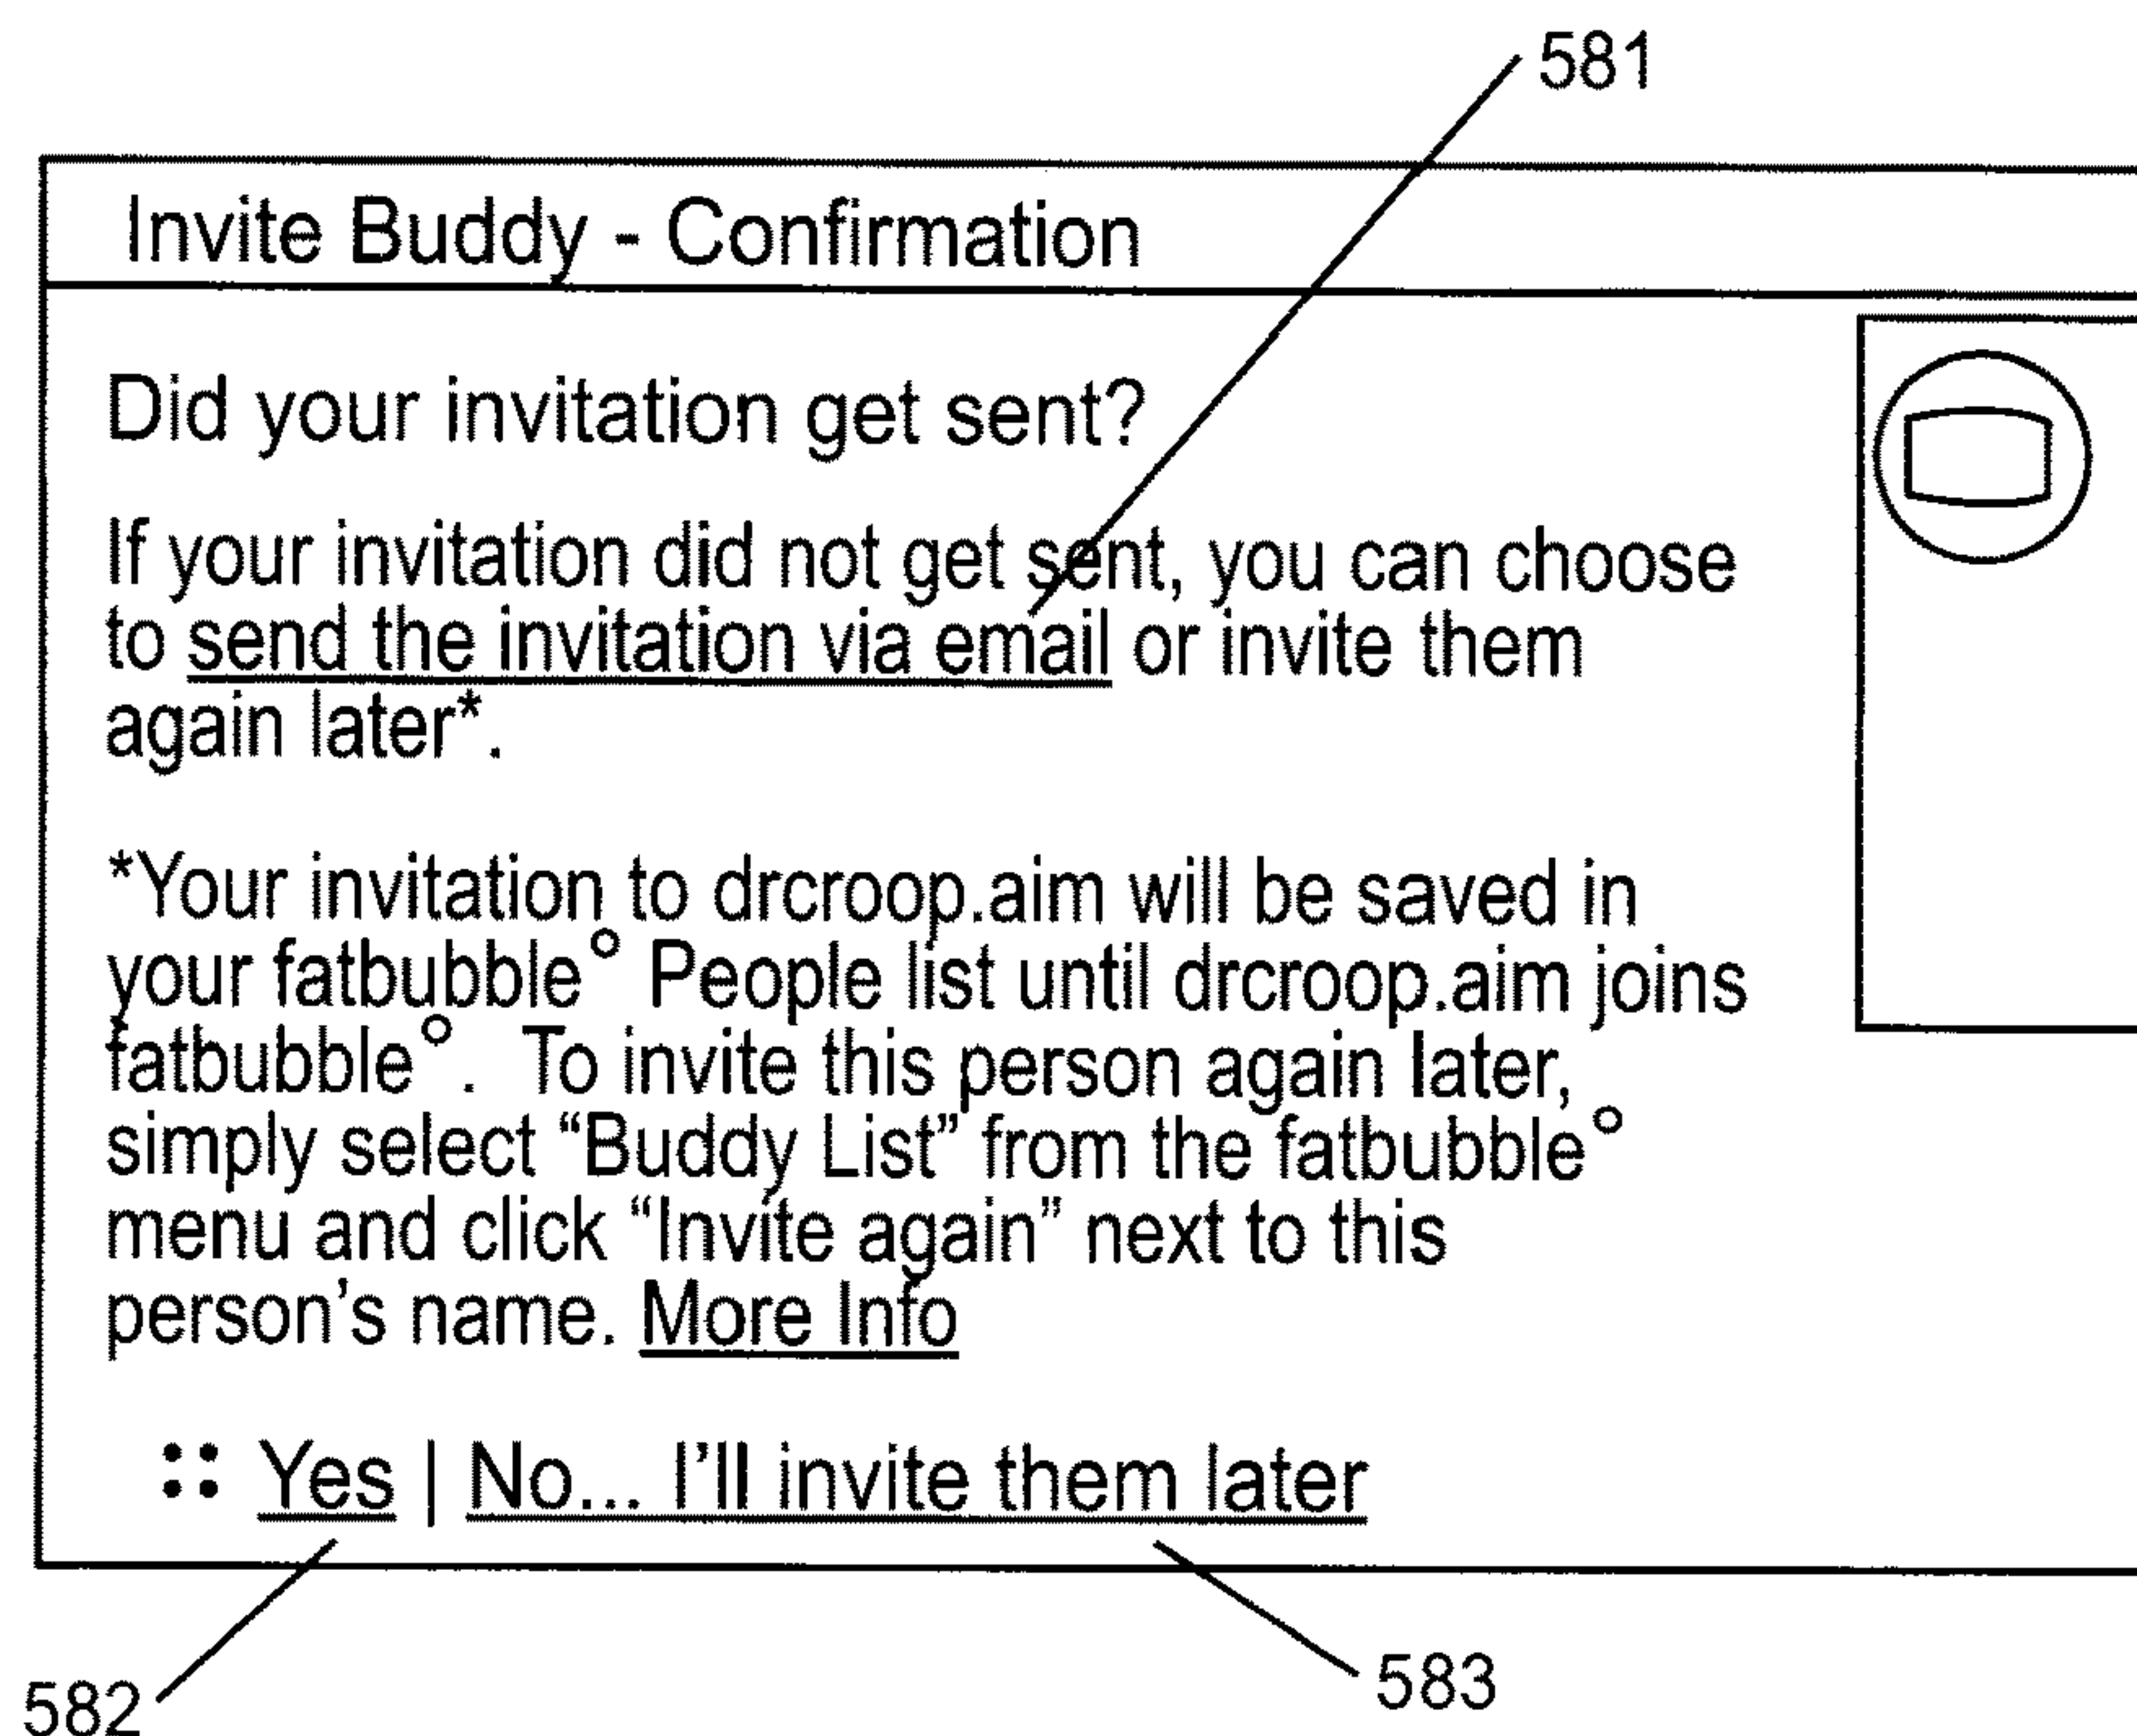 581
Invite Buddy - Confirmation
Did your invitation get sent?
If your invitation did not get sent, you can choose
to send the invitation via email or invite them
again later*.
*Your invitation to drcroop.aim will be saved in
your fatbubble° People list until drcroop.aim joins
fatbubble°. To invite this person again later,
simply select “Buddy List” from the fatbubble°
menu and click “Invite again” next to this
person’s name. More Info
Yes | No... I’ll invite them later
582
583